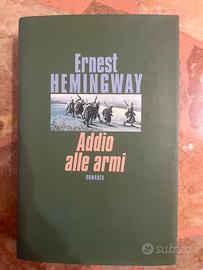 Ernest
HEMINGWAY
Addio
alle armi
ROMANZO
subito